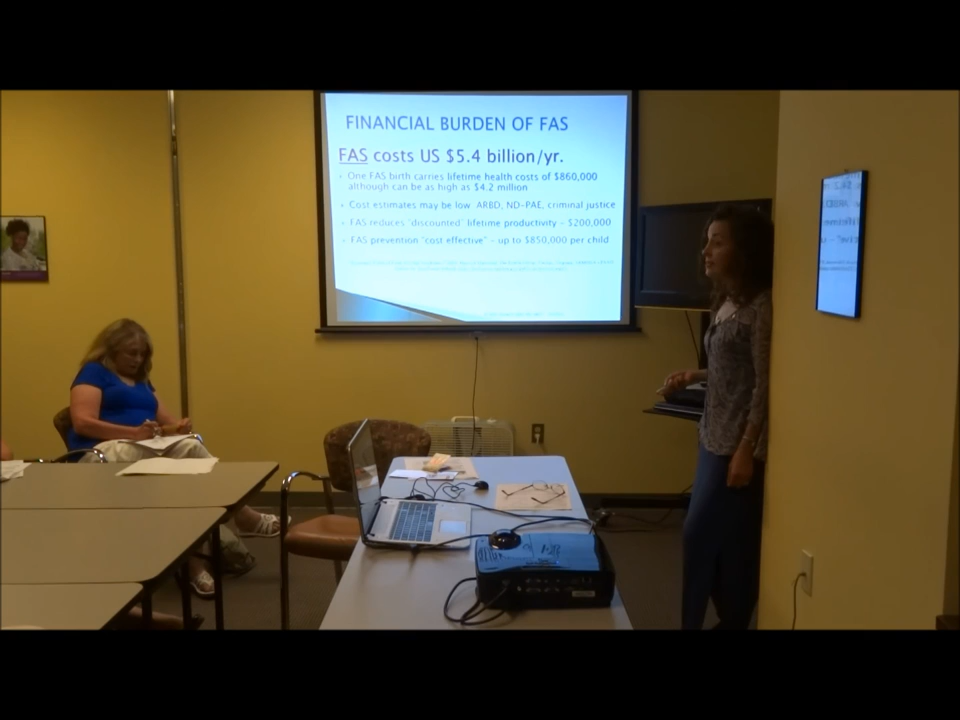 FINANCIAL BURDEN OF FAS
FAS costs US $5.4 billion/yr.
One FAS birth carries lifetime health costs of $860,000
although can be as high as $4.2 million
Cost estimates may be low ARBD, ND-PAE, criminal justice
FAS reduces "discounted" lifetime productivity – $200,000
FAS prevention "cost effective" – up to $850,000 per child